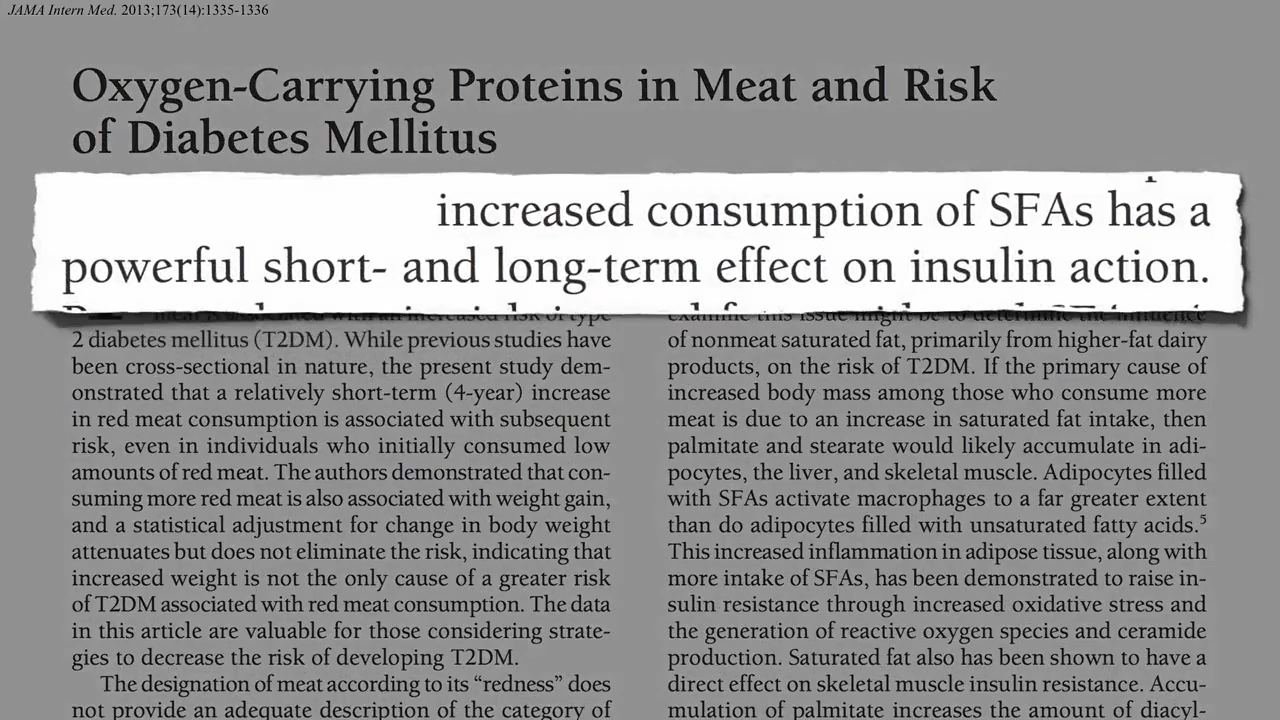 JAMA Intern Med. 2013;173(14):1335-1336
Oxygen-Carrying Proteins in Meat and Risk
of Diabetes Mellitus
increased consumption of SFAs has a
powerful short- and long-term effect on insulin action.
2 diabetes mellitus (T2DM). While previous studies have
been cross-sectional in nature, the present study dem-
onstrated that a relatively short-term (4-year) increase
in red meat consumption is associated with subsequent
risk, even in individuals who initially consumed low
amounts of red meat. The authors demonstrated that con-
suming more red meat is also associated with weight gain,
and a statistical adjustment for change in body weight
attenuates but does not eliminate the risk, indicating that
increased weight is not the only cause of a greater risk
of T2DM associated with red meat consumption. The data
in this article are valuable for those considering strate-
gies to decrease the risk of developing T2DM.
The designation of meat according to its “redness” does
not provide an adequate description of the category of
examine this issue might be to determine the influence
of nonmeat saturated fat, primarily from higher-fat dairy
products, on the risk of T2DM. If the primary cause of
increased body mass among those who consume more
meat is due to an increase in saturated fat intake, then
palmitate and stearate would likely accumulate in adi-
pocytes, the liver, and skeletal muscle. Adipocytes filled
with SFAs activate macrophages to a far greater extent
than do adipocytes filled with unsaturated fatty acids.5
This increased inflammation in adipose tissue, along with
more intake of SFAs, has been demonstrated to raise in-
sulin resistance through increased oxidative stress and
the generation of reactive oxygen species and ceramide
production. Saturated fat also has been shown to have a
direct effect on skeletal muscle insulin resistance. Accu-
mulation of palmitate increases the amount of diacyl-